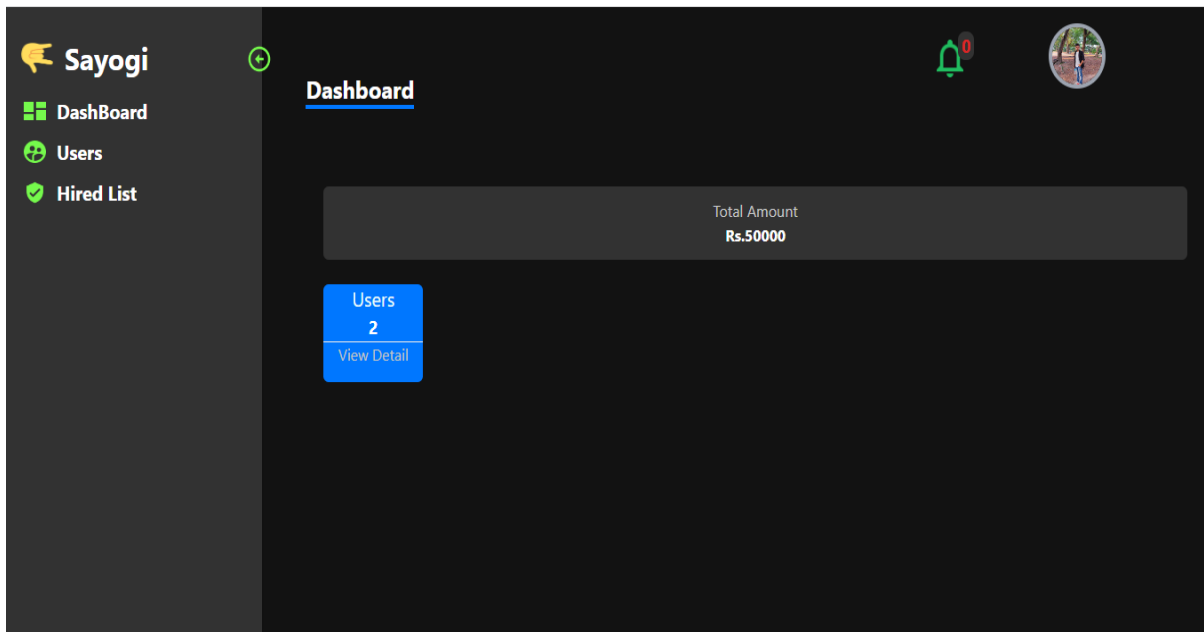 Sayogi
DashBoard
Users
Hired List
0
Dashboard
Total Amount
Rs.50000
Users
2
View Detail